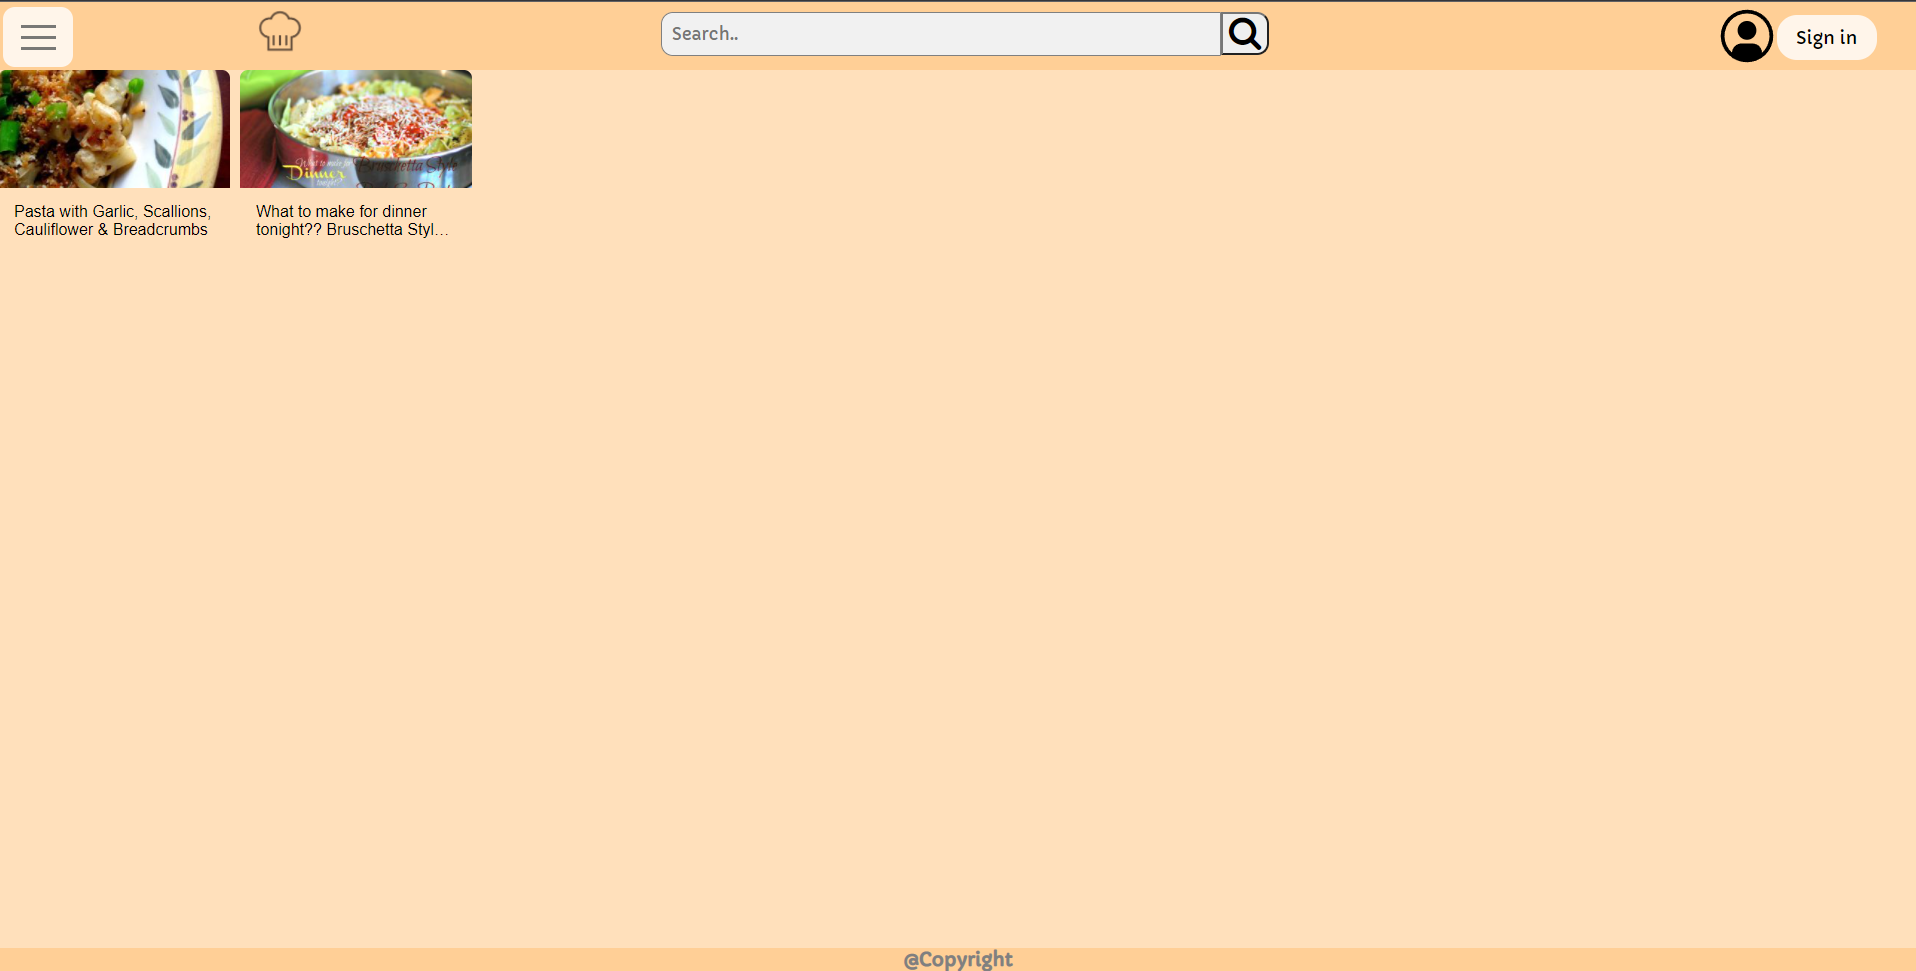 Search..
Sign in
What to make for
Dinner
tonight?
Bruschetta Style
Pasta with Garlic, Scallions,
Cauliflower & Breadcrumbs
What to make for dinner
tonight?? Bruschetta Styl...
@Copyright